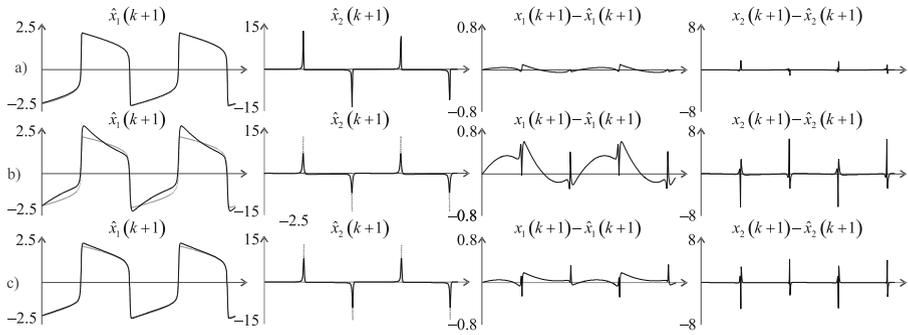 x̂₁(k+1) x̂₂(k+1) x₁(k+1)−x̂₁(k+1) x₂(k+1)−x̂₂(k+1)
2.5 15 0.8 8
a)
−2.5 −15 −0.8 −8
x̂₁(k+1) x̂₂(k+1) x₁(k+1)−x̂₁(k+1) x₂(k+1)−x̂₂(k+1)
2.5 15 0.8 8
b)
−2.5 −15 −0.8 −8
−2.5
x̂₁(k+1) x̂₂(k+1) x₁(k+1)−x̂₁(k+1) x₂(k+1)−x̂₂(k+1)
2.5 15 0.8 8
c)
−2.5 −15 −0.8 −8